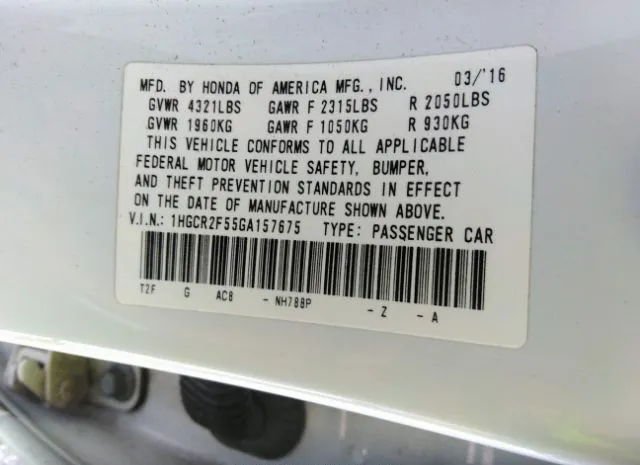 MFD. BY HONDA OF AMERICA MFG., INC. 03/'16
GVWR 4321LBS GAWR F 2315LBS R 2050LBS
GVWR 1960KG GAWR F 1050KG R 930KG
THIS VEHICLE CONFORMS TO ALL APPLICABLE
FEDERAL MOTOR VEHICLE SAFETY, BUMPER,
AND THEFT PREVENTION STANDARDS IN EFFECT
ON THE DATE OF MANUFACTURE SHOWN ABOVE.
V.I.N.: 1HGCR2F55GA157675 TYPE: PASSENGER CAR
T2F G AC8 - NH788P - Z - A